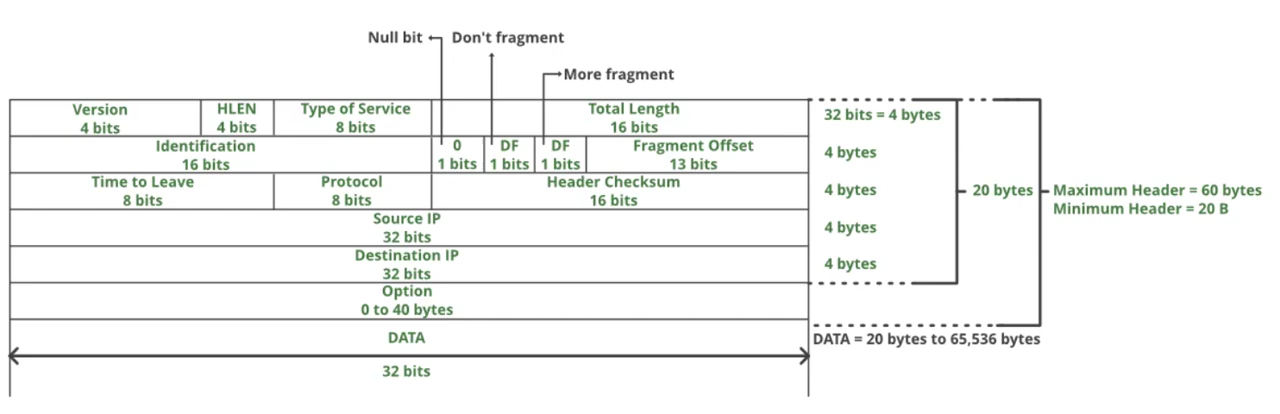 Null bit
Don't fragment
More fragment
Version
4 bits
HLEN
4 bits
Type of Service
8 bits
Total Length
16 bits
32 bits = 4 bytes
Identification
16 bits
0
1 bits
DF
1 bits
DF
1 bits
Fragment Offset
13 bits
4 bytes
Time to Leave
8 bits
Protocol
8 bits
Header Checksum
16 bits
4 bytes
20 bytes
Maximum Header = 60 bytes
Minimum Header = 20 B
Source IP
32 bits
4 bytes
Destination IP
32 bits
4 bytes
Option
0 to 40 bytes
DATA
DATA = 20 bytes to 65,536 bytes
32 bits